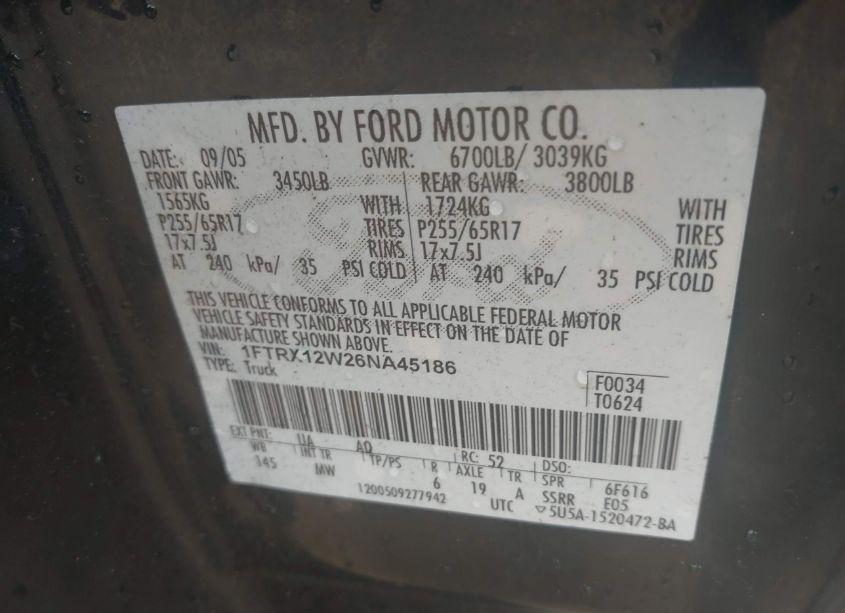 MFD. BY FORD MOTOR CO.
DATE: 09/05 GVWR: 6700LB/ 3039KG
FRONT GAWR: 3450LB REAR GAWR: 3800LB
1565KG WITH 1724KG WITH
P255/65R17 TIRES P255/65R17 TIRES
17x7.5J RIMS 17x7.5J RIMS
AT 240 kPa/ 35 PSI COLD AT 240 kPa/ 35 PSI COLD
THIS VEHICLE CONFORMS TO ALL APPLICABLE FEDERAL MOTOR
VEHICLE SAFETY STANDARDS IN EFFECT ON THE DATE OF
MANUFACTURE SHOWN ABOVE.
VIN: 1FTRX12W26NA45186
TYPE: Truck
F0034
T0624
EXT PNT: UA AQ RC: 52 DSO:
WB INT TR TP/PS R AXLE TR SPR 6F616
145 MW 6 19 A SSRR E05
1200509277942 UTC ▽5U5A-1520472-BA